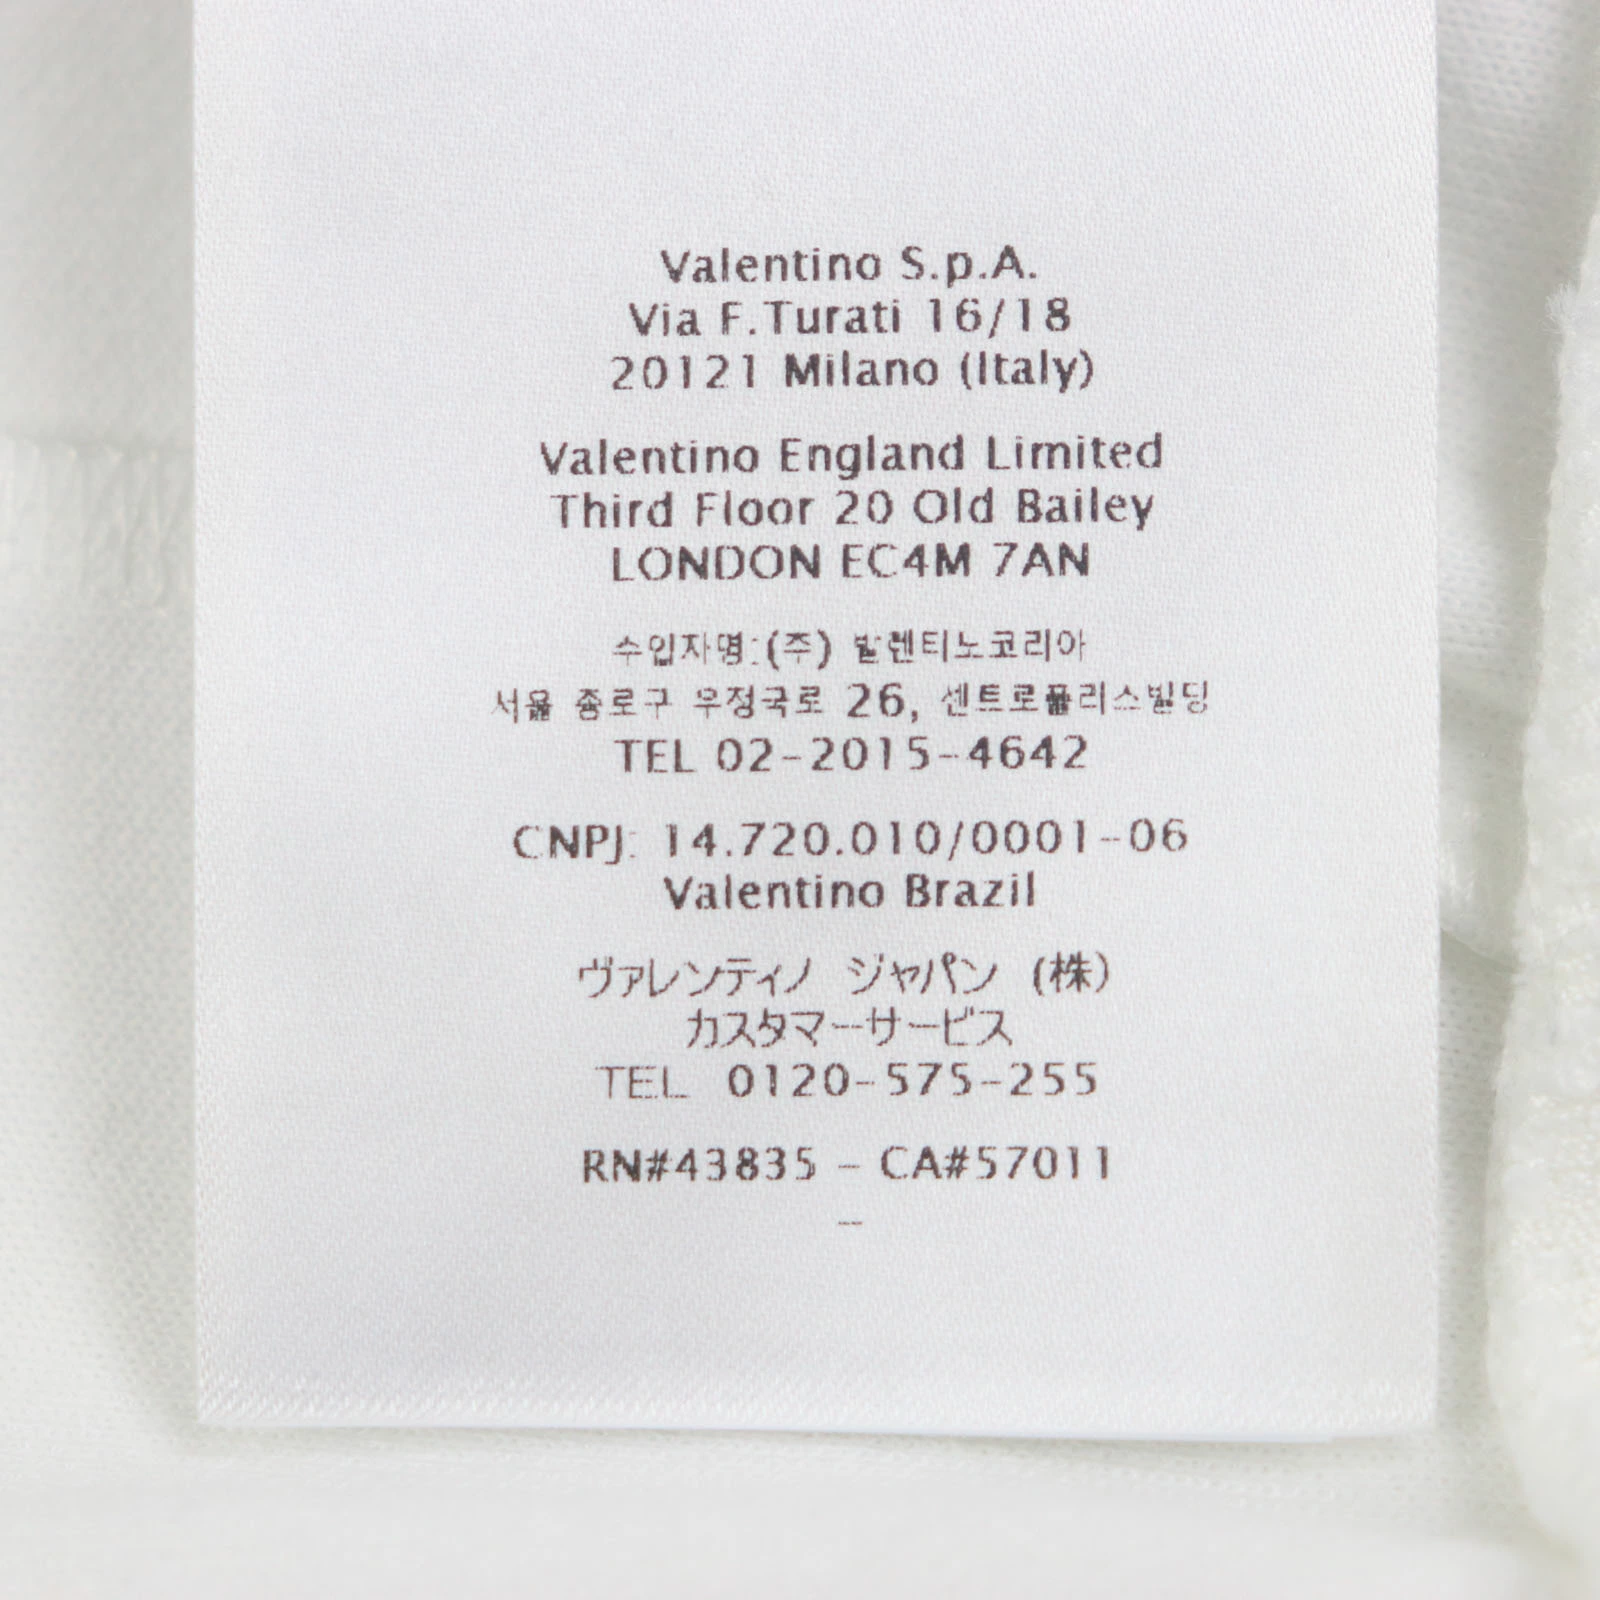 Valentino S.p.A.
Via F.Turati 16/18
20121 Milano (Italy)
Valentino England Limited
Third Floor 20 Old Bailey
LONDON EC4M 7AN
수입자명:(주) 발렌티노코리아
서울 종로구 우정국로 26, 센트로폴리스빌딩
TEL 02-2015-4642
CNPJ: 14.720.010/0001-06
Valentino Brazil
ヴァレンティノ ジャパン (株)
カスタマーサービス
TEL 0120-575-255
RN#43835 - CA#57011
–